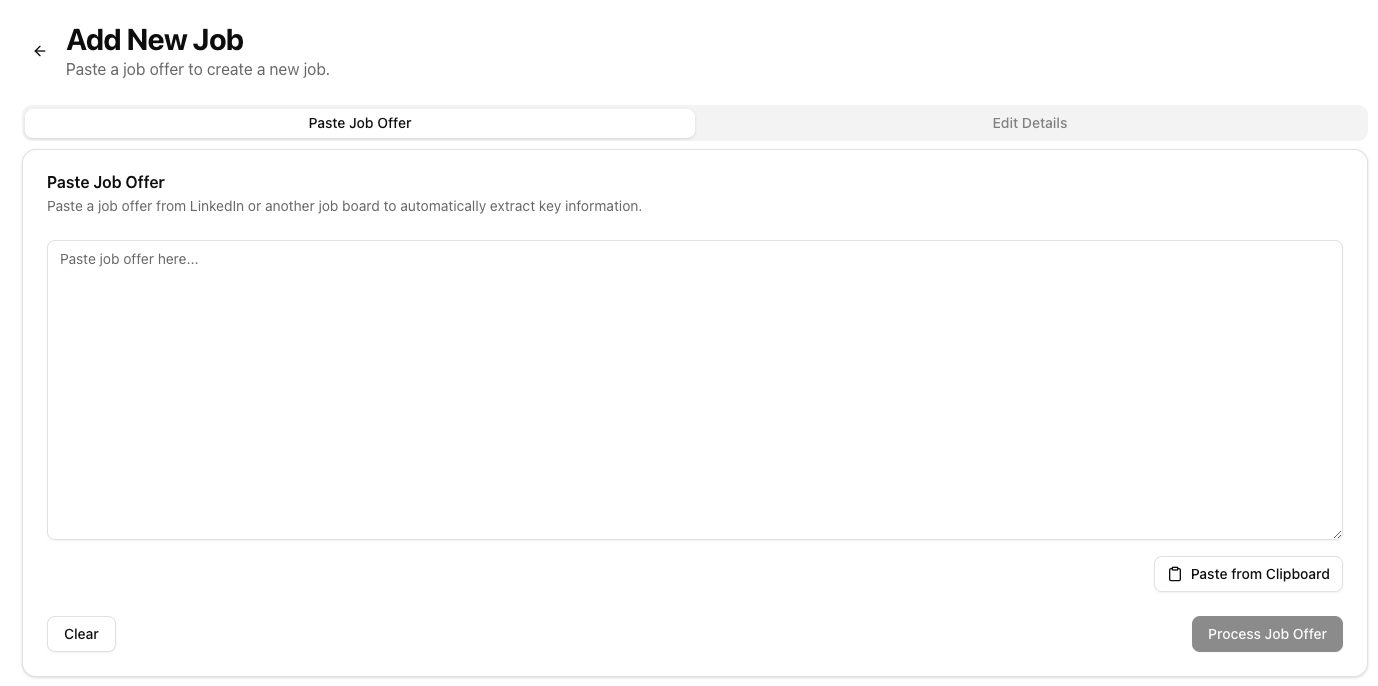 Add New Job
Paste a job offer to create a new job.
Paste Job Offer
Edit Details
Paste Job Offer
Paste a job offer from LinkedIn or another job board to automatically extract key information.
Paste job offer here...
Paste from Clipboard
Clear
Process Job Offer